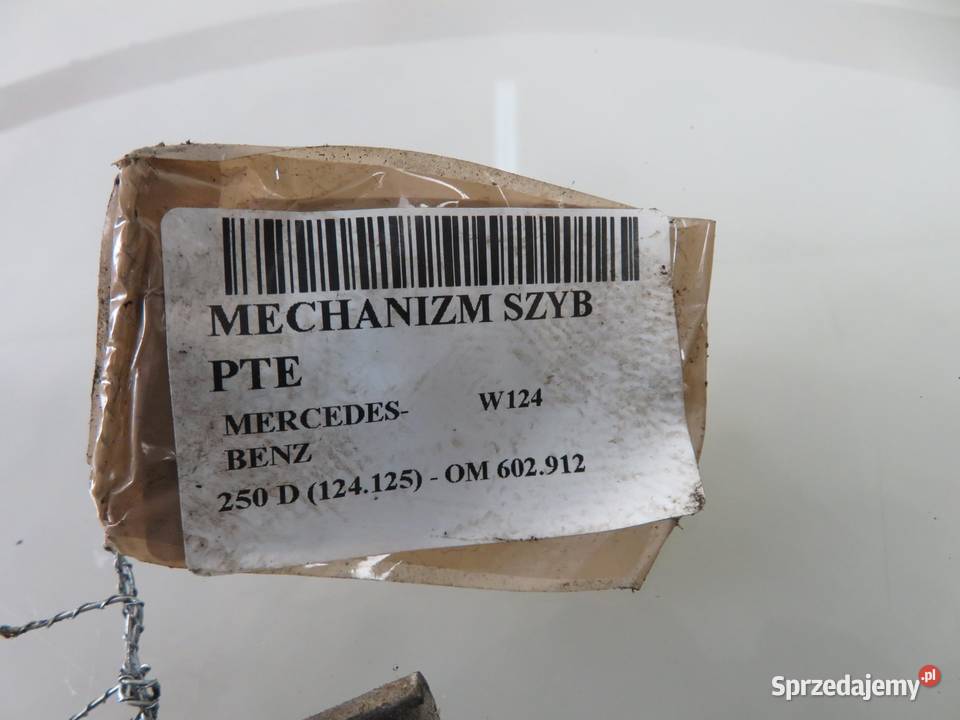 MECHANIZM SZYB
PTE
MERCEDES- W124
BENZ
250 D (124.125) - OM 602.912
Sprzedajemy.pl